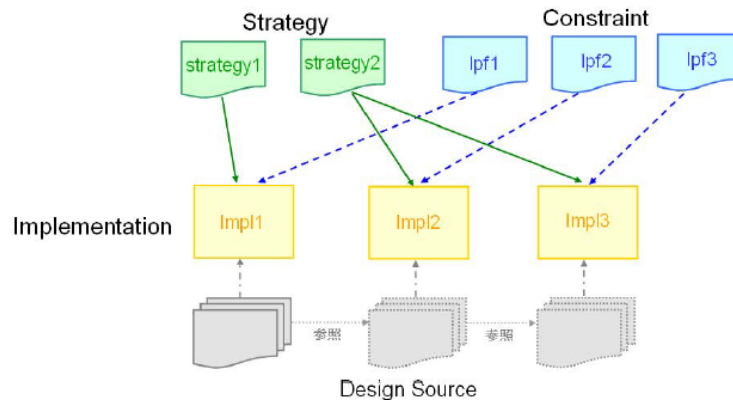 Strategy
Constraint
strategy1
strategy2
lpf1
lpf2
lpf3
Implementation
Impl1
Impl2
Impl3
参照
参照
Design Source